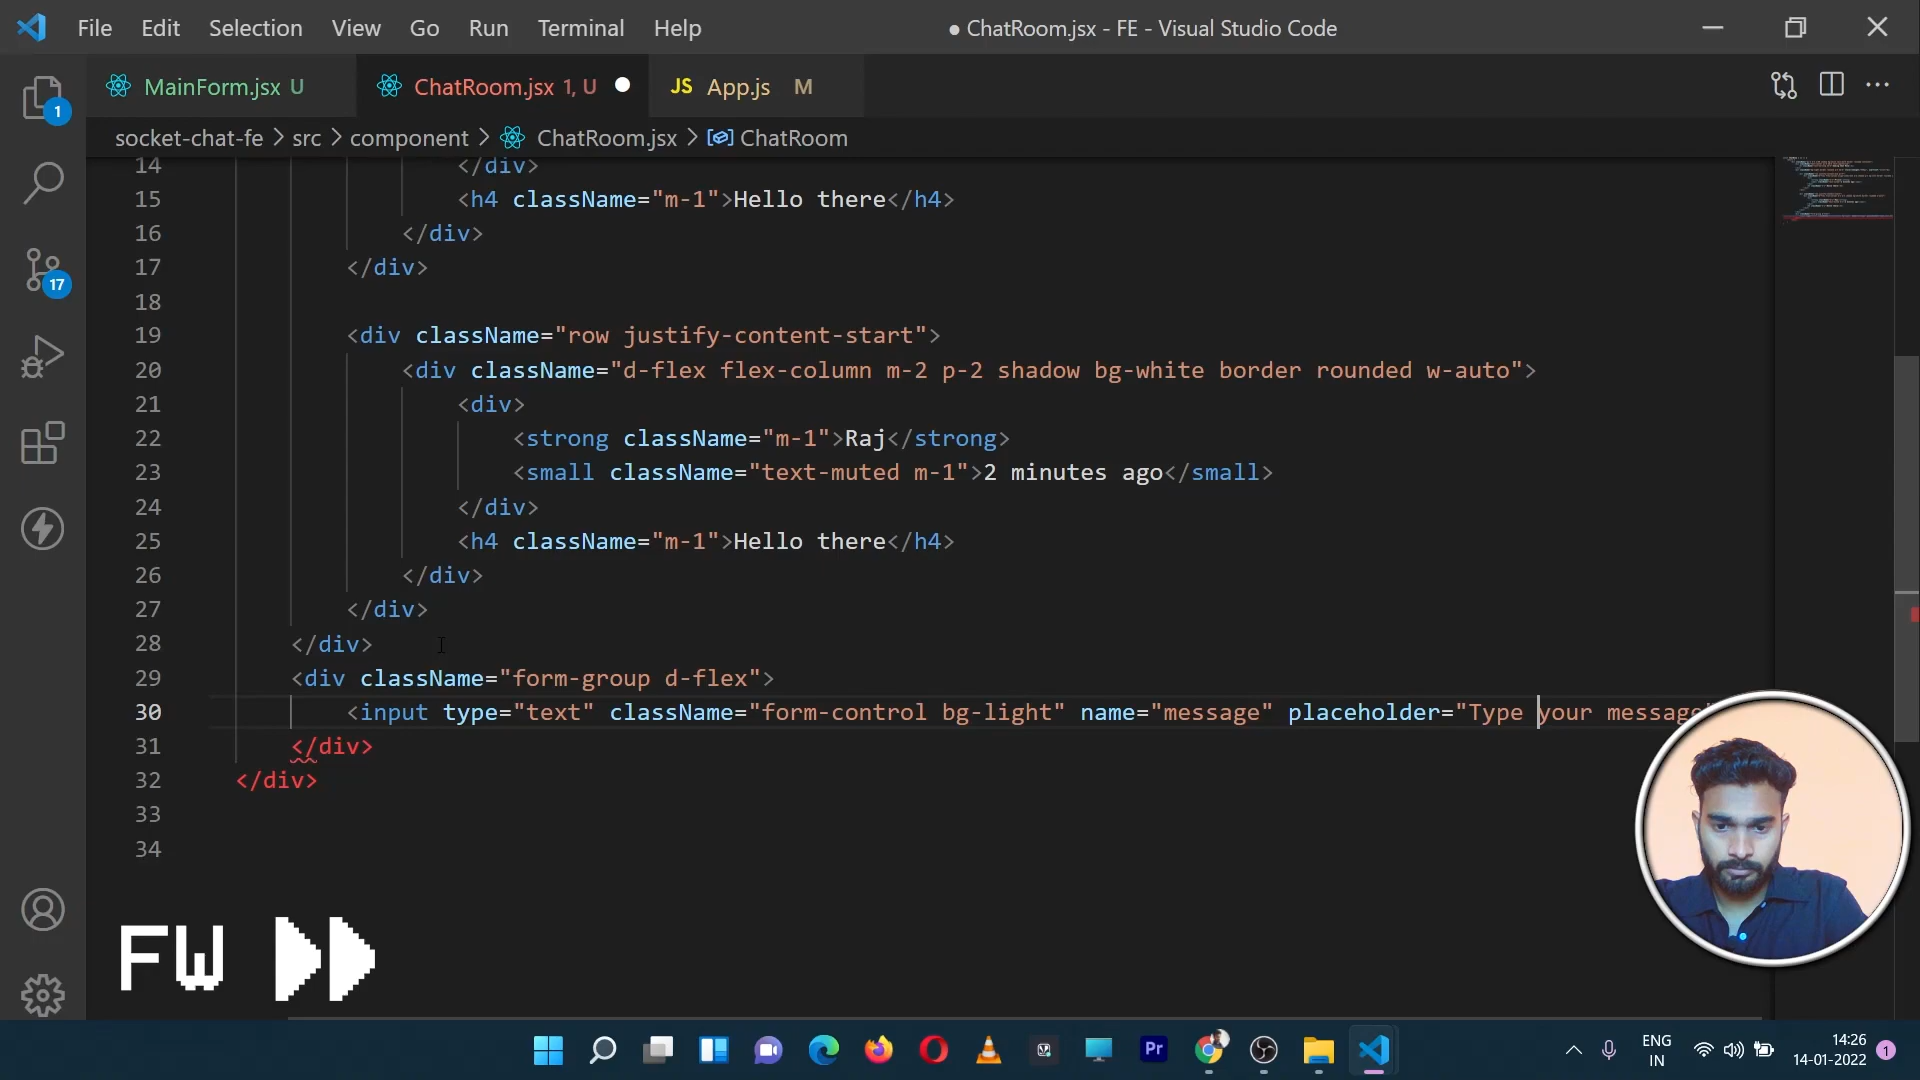 File Edit Selection View Go Run Terminal Help
● ChatRoom.jsx - FE - Visual Studio Code
MainForm.jsx U
ChatRoom.jsx 1, U
JS App.js M
socket-chat-fe > src > component > ChatRoom.jsx > ChatRoom
1
17
14 </div>
15 <h4 className="m-1">Hello there</h4>
16 </div>
17 </div>
18
19 <div className="row justify-content-start">
20 <div className="d-flex flex-column m-2 p-2 shadow bg-white border rounded w-auto">
21 <div>
22 <strong className="m-1">Raj</strong>
23 <small className="text-muted m-1">2 minutes ago</small>
24 </div>
25 <h4 className="m-1">Hello there</h4>
26 </div>
27 </div>
28 </div>
29 <div className="form-group d-flex">
30 <input type="text" className="form-control bg-light" name="message" placeholder="Type your message
31 </div>
32 </div>
33
34
FW
Pr
ENG
IN
14:26
14-01-2022
1